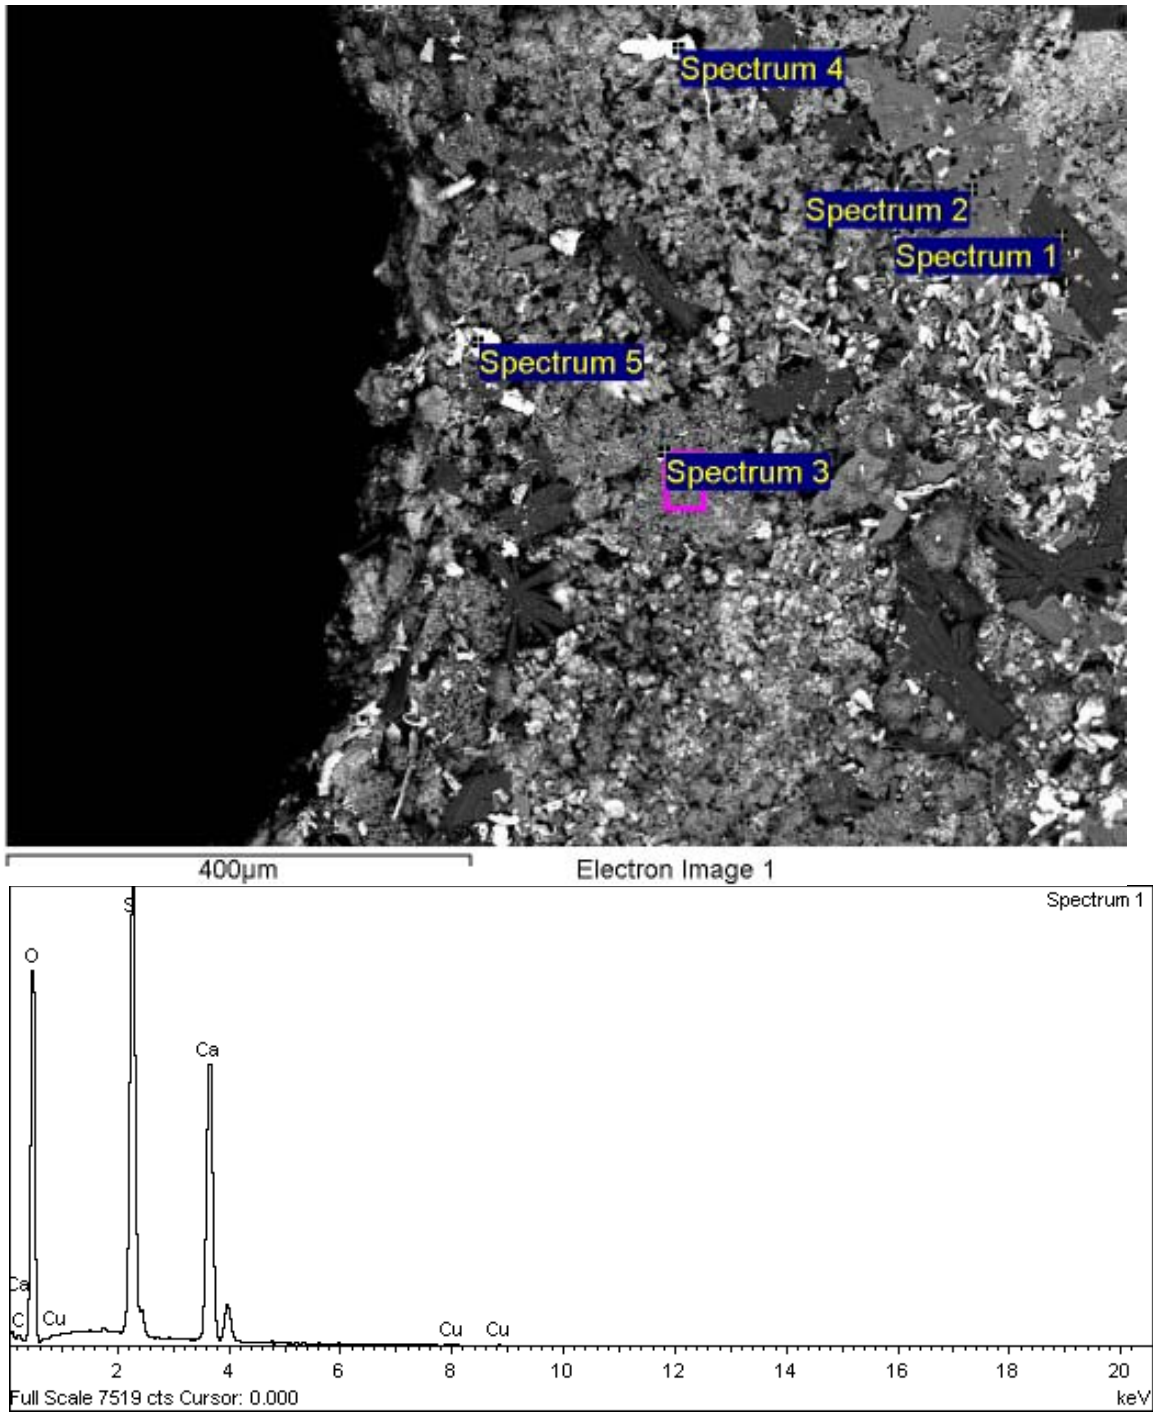 Spectrum 4
Spectrum 2
Spectrum 1
Spectrum 5
Spectrum 3
400µm Electron Image 1
Spectrum 1
S
O
Ca
Ca
C Cu
Cu Cu
2 4 6 8 10 12 14 16 18 20
Full Scale 7519 cts Cursor: 0.000 keV